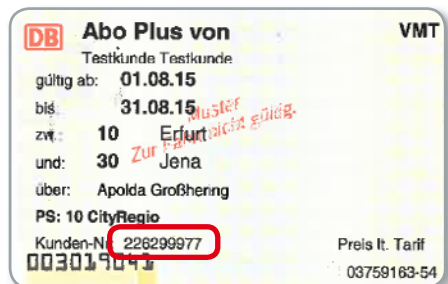 DB Abo Plus von VMT
Testkunde Testkunde
gültig ab: 01.08.15
bis: 31.08.15
Muster
Zur Fahrt nicht gültig.
zw.: 10 Erfurt
und: 30 Jena
über: Apolda Großhering
PS: 10 CityRegio
Kunden-Nr 226299977 Preis lt. Tarif
003019041 03759163-54